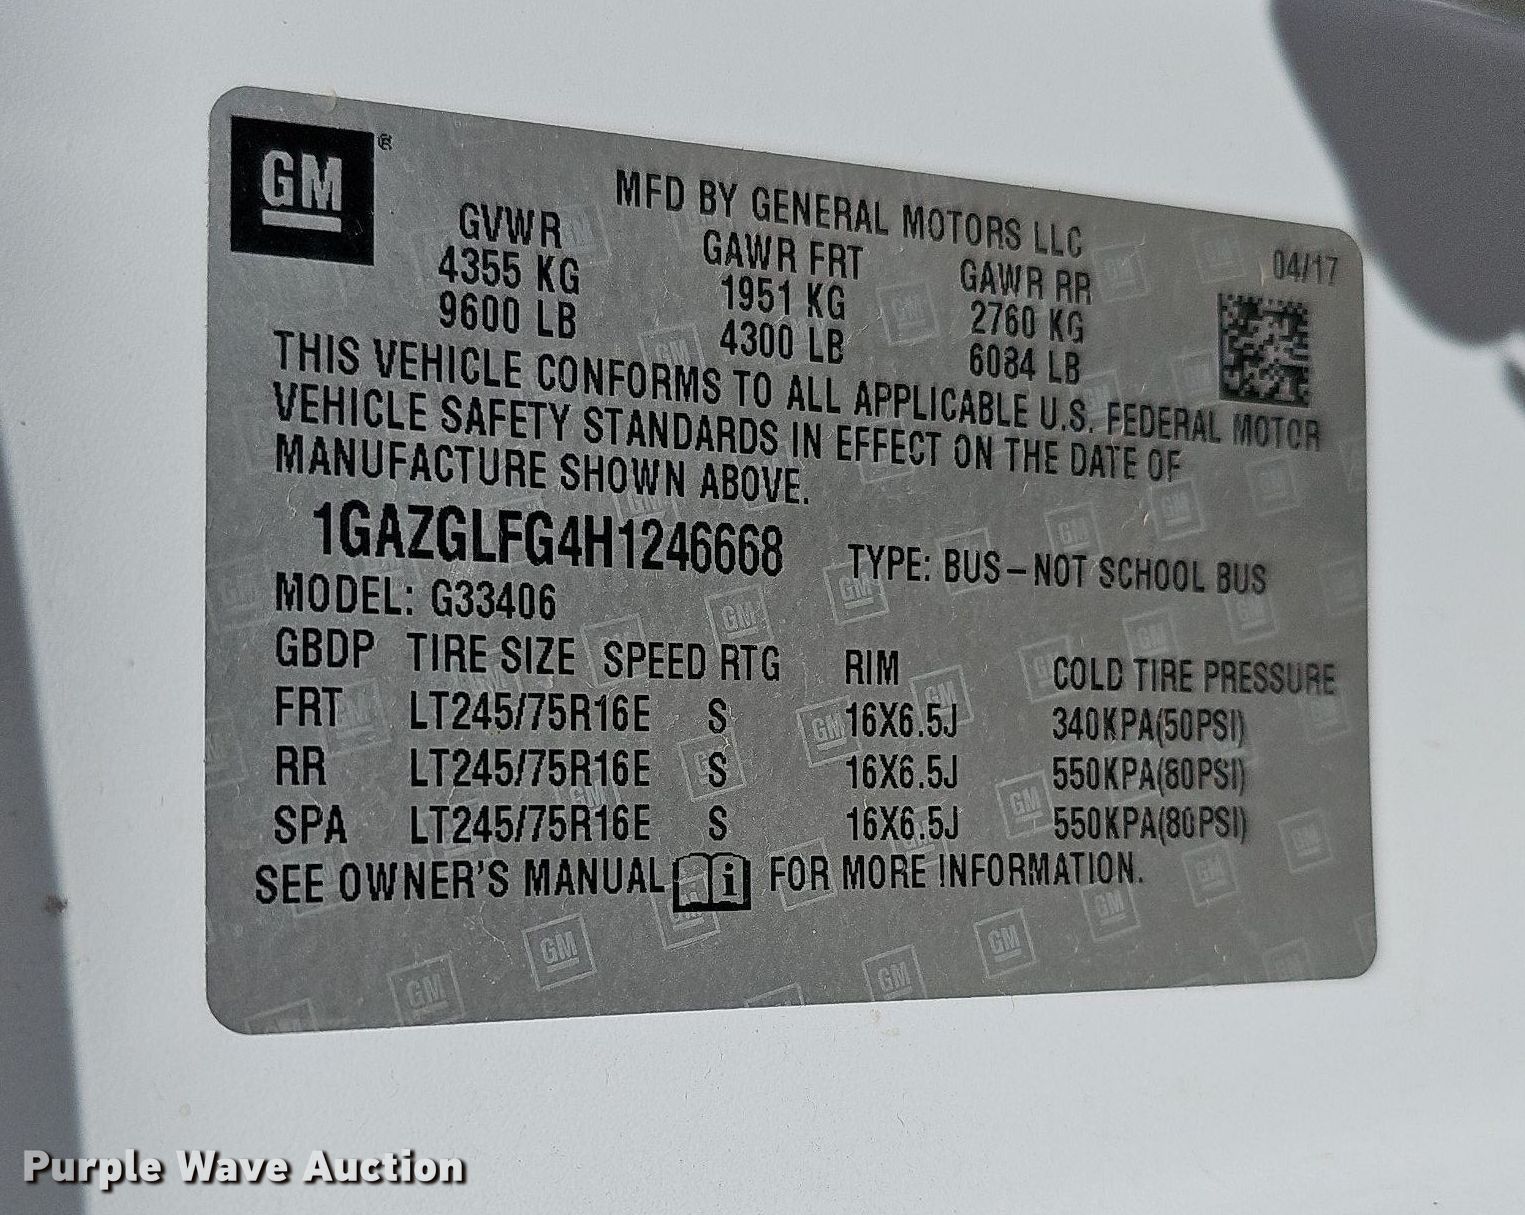 GM®
MFD BY GENERAL MOTORS LLC
GVWR GAWR FRT GAWR RR 04/17
4355 KG 1951 KG 2760 KG
9600 LB 4300 LB 6084 LB
THIS VEHICLE CONFORMS TO ALL APPLICABLE U.S. FEDERAL MOTOR
VEHICLE SAFETY STANDARDS IN EFFECT ON THE DATE OF
MANUFACTURE SHOWN ABOVE.
1GAZGLFG4H1246668 TYPE: BUS – NOT SCHOOL BUS
MODEL: G33406
GBDP TIRE SIZE SPEED RTG RIM COLD TIRE PRESSURE
FRT LT245/75R16E S 16X6.5J 340KPA(50PSI)
RR LT245/75R16E S 16X6.5J 550KPA(80PSI)
SPA LT245/75R16E S 16X6.5J 550KPA(80PSI)
SEE OWNER'S MANUAL i FOR MORE INFORMATION.
Purple Wave Auction